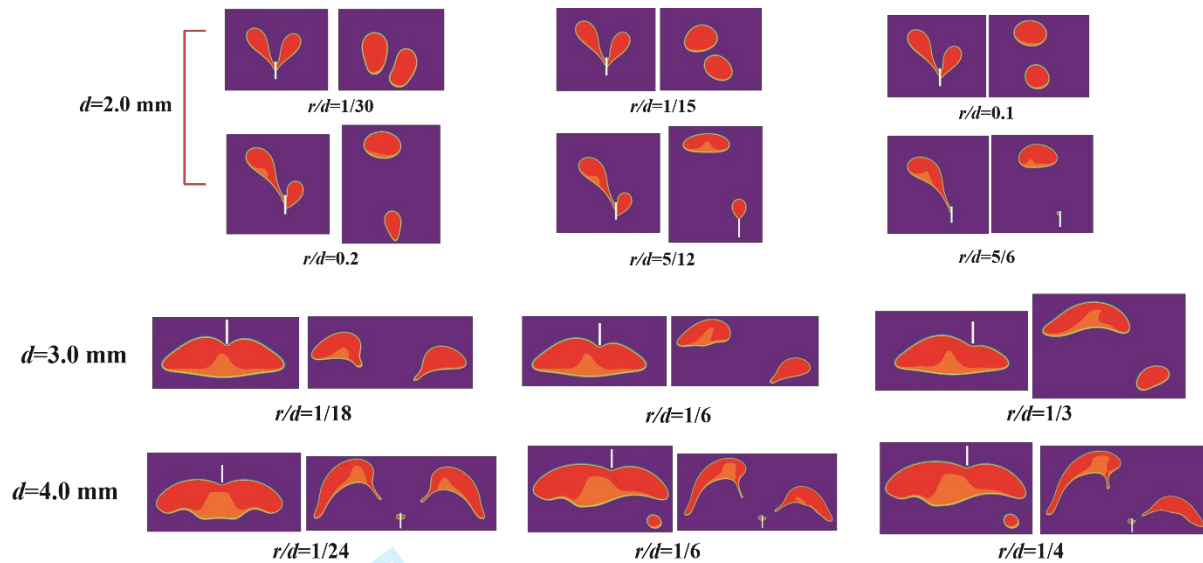 d=2.0 mm
r/d=1/30
r/d=1/15
r/d=0.1
r/d=0.2
r/d=5/12
r/d=5/6
d=3.0 mm
r/d=1/18
r/d=1/6
r/d=1/3
d=4.0 mm
r/d=1/24
r/d=1/6
r/d=1/4